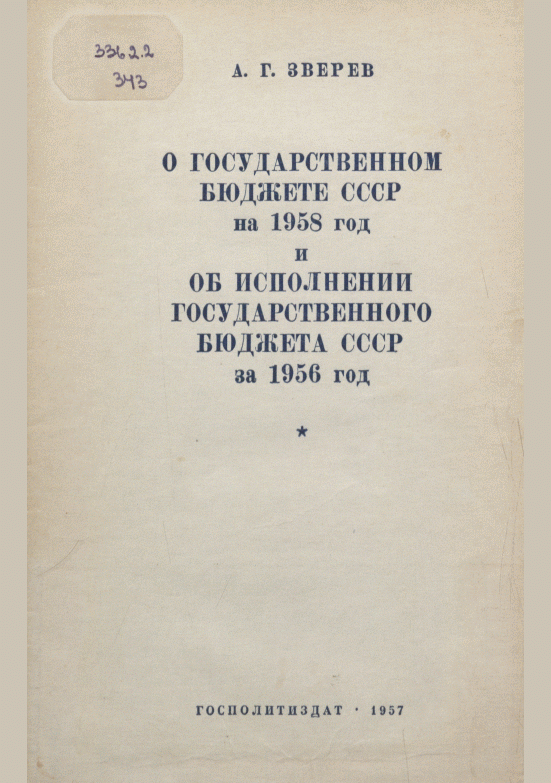 3362.2
343
А. Г. ЗВЕРЕВ
О ГОСУДАРСТВЕННОМ
БЮДЖЕТЕ СССР
на 1958 год
и
ОБ ИСПОЛНЕНИИ
ГОСУДАРСТВЕННОГО
БЮДЖЕТА СССР
за 1956 год
★
ГОСПОЛИТИЗДАТ · 1957